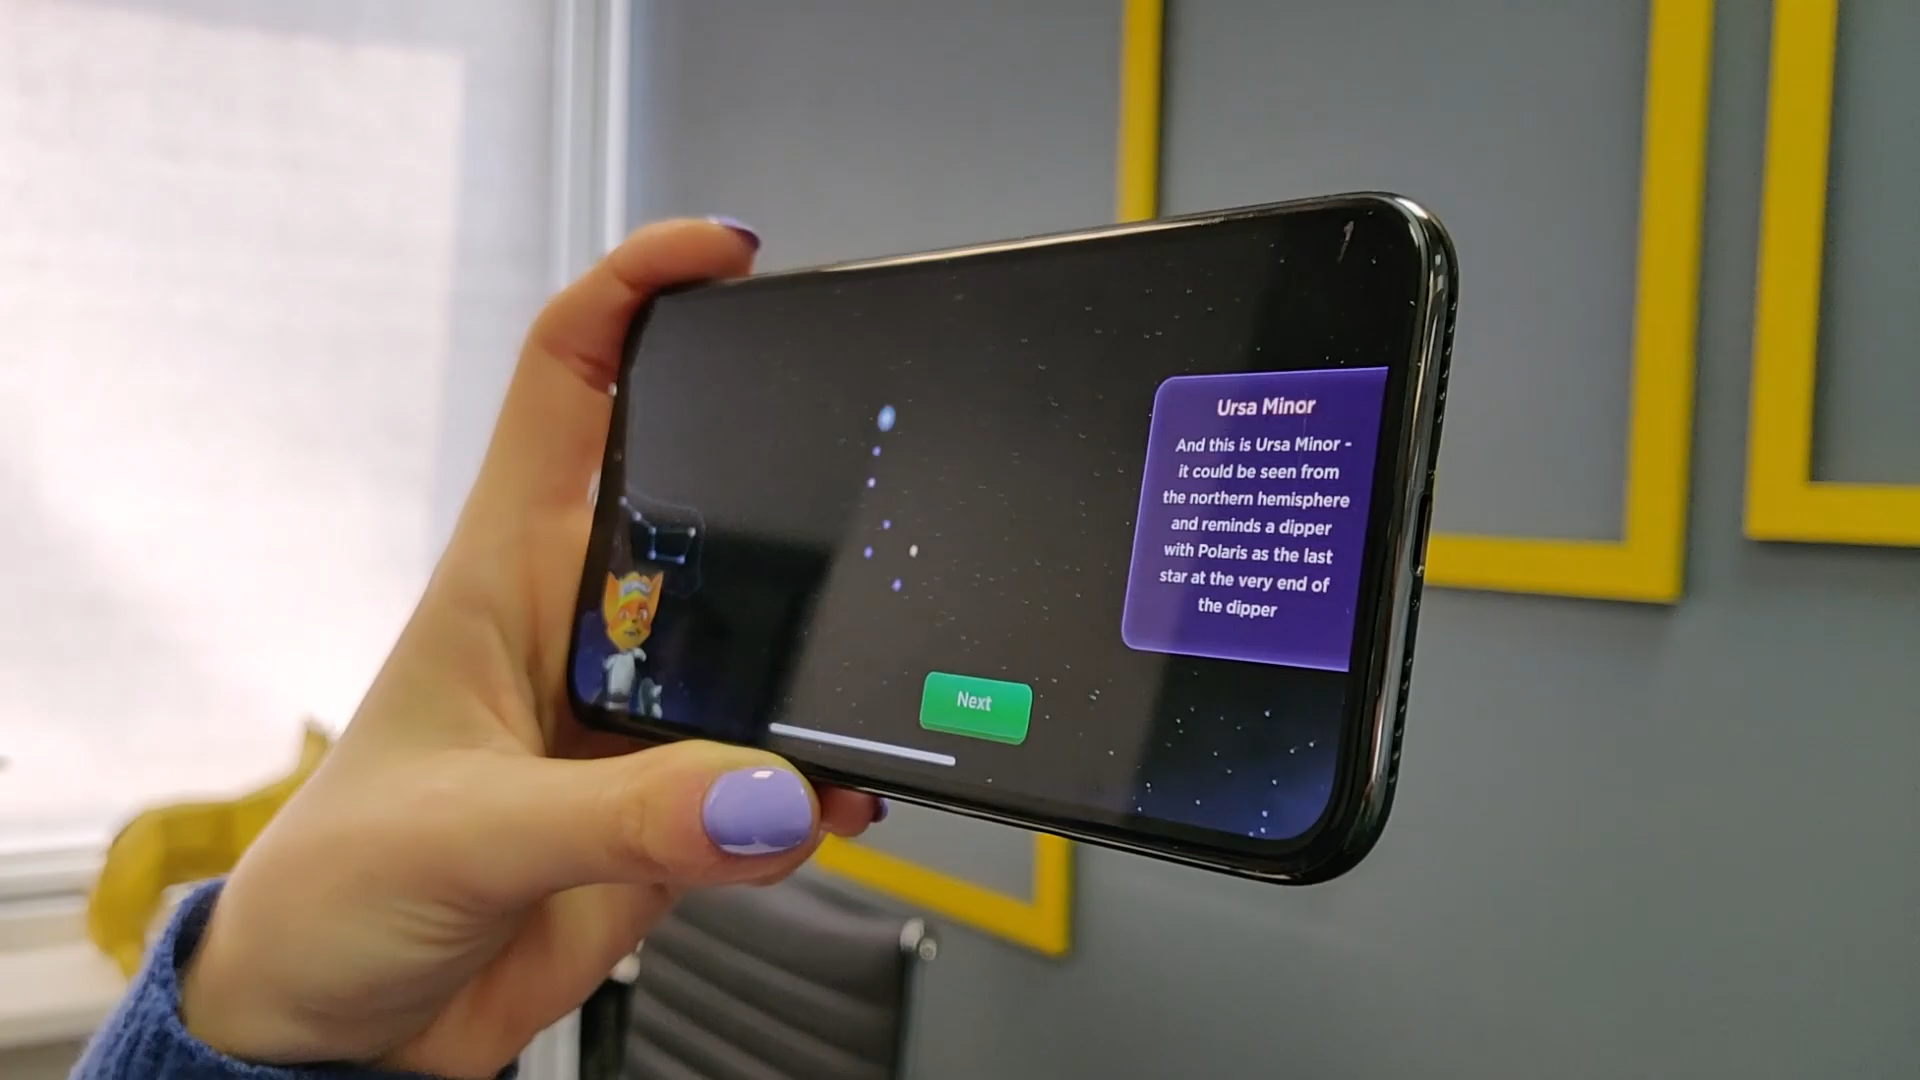 Ursa Minor
And this is Ursa Minor -
it could be seen from
the northern hemisphere
and reminds a dipper
with Polaris as the last
star at the very end of
the dipper
Next